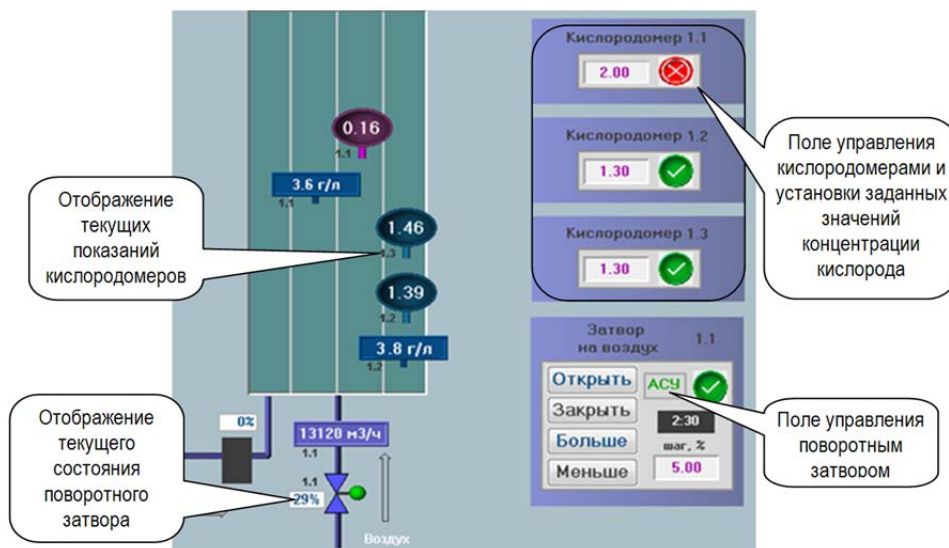 Кислородомер 1.1
2.00
Кислородомер 1.2
1.30
Кислородомер 1.3
1.30
Поле управления
кислородомерами и
установки заданных
значений
концентрации
кислорода
0.16
1.1
3.6 г/л
1.1
1.46
1.3
1.39
1.2
3.8 г/л
1.2
Отображение
текущих
показаний
кислородомеров
Затвор
на воздух
1.1
Открыть
АСУ
Закрыть
2:30
Больше
шаг, %
Меньше
5.00
Поле управления
поворотным
затвором
Отображение
текущего
состояния
поворотного
затвора
0%
13120 м3/ч
1.1
1.1
29%
Воздух